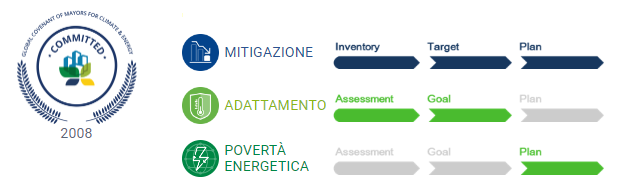 GLOBAL COVENANT OF MAYORS FOR CLIMATE & ENERGY
· COMMITTED ·
2008
MITIGAZIONE
Inventory Target Plan
ADATTAMENTO
Assessment Goal Plan
POVERTÀ
ENERGETICA
Assessment Goal Plan